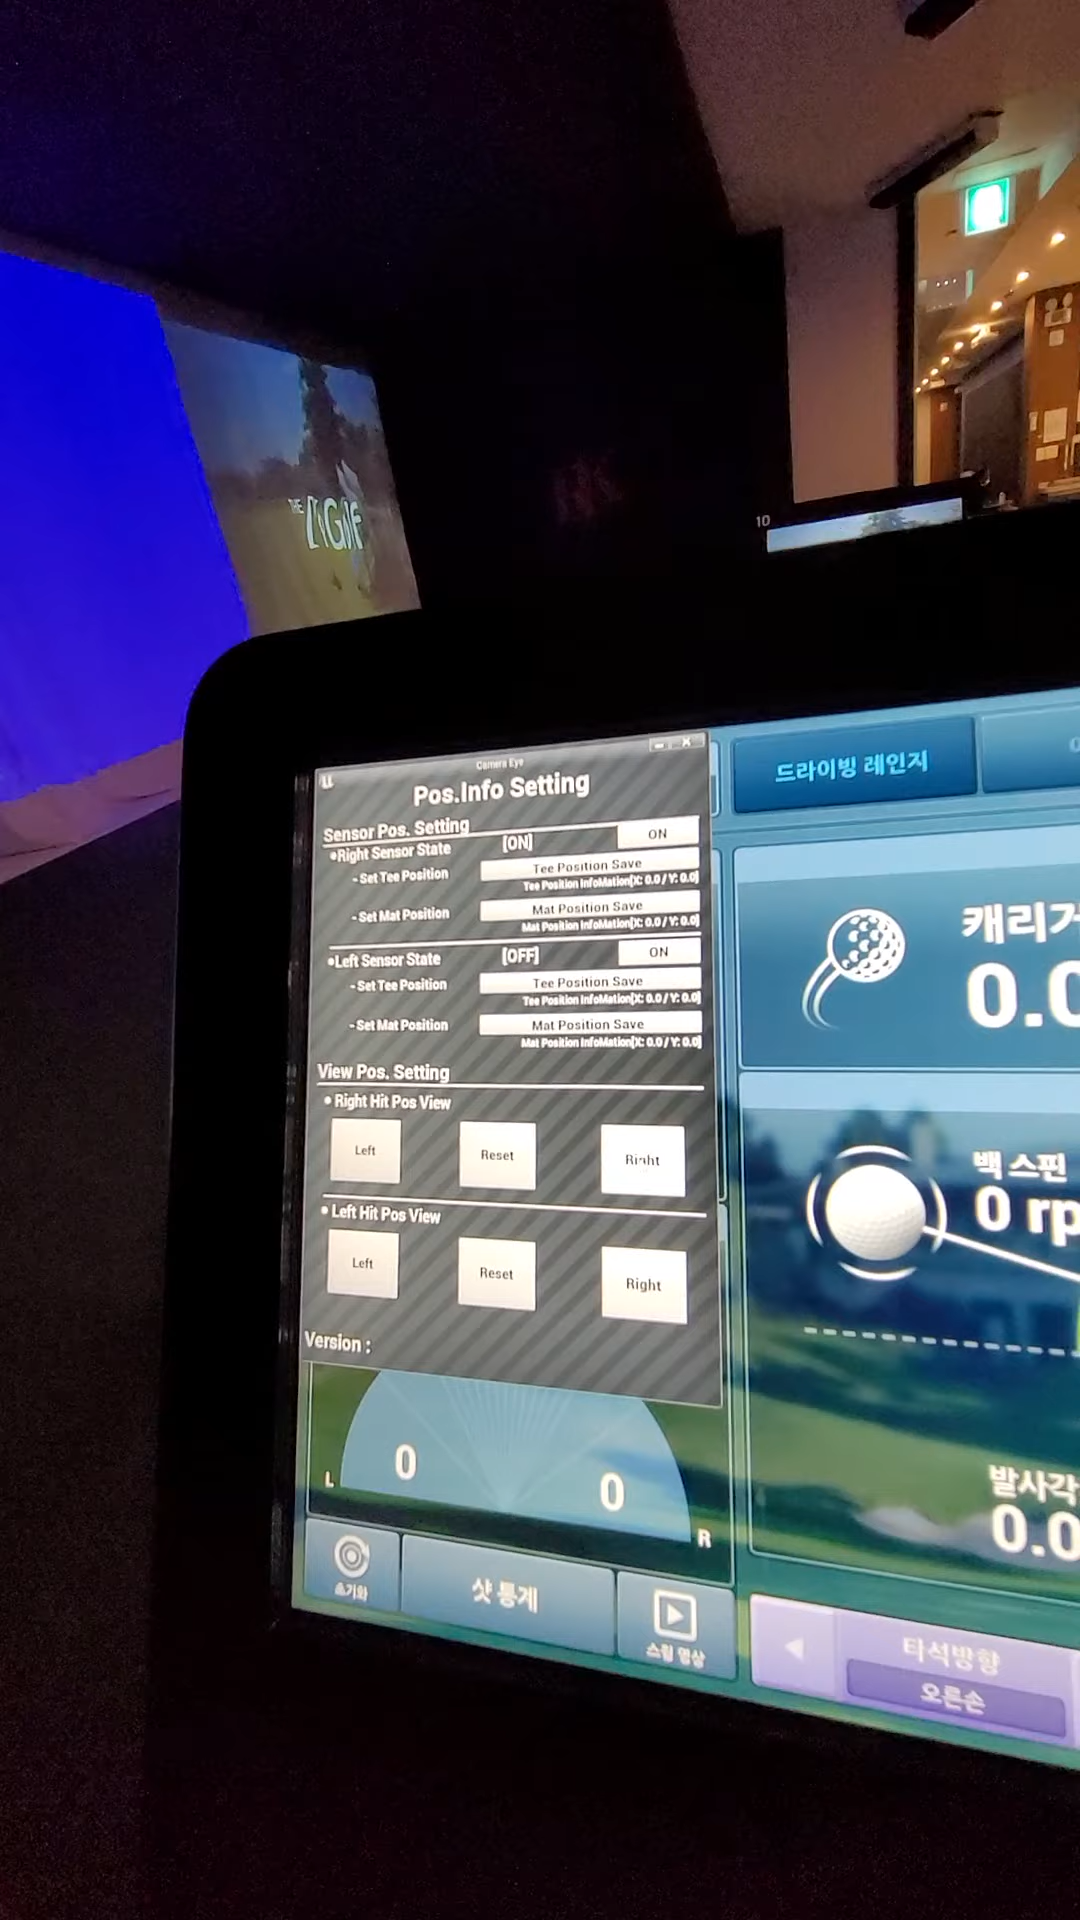 THE
10
Camera Eye
Pos.Info Setting
Sensor Pos. Setting
•Right Sensor State [ON] ON
- Set Tee Position Tee Position Save
Tee Position InfoMation[X: 0.0 / Y: 0.0]
- Set Mat Position Mat Position Save
Mat Position InfoMation[X: 0.0 / Y: 0.0]
•Left Sensor State [OFF] ON
- Set Tee Position Tee Position Save
Tee Position InfoMation[X: 0.0 / Y: 0.0]
- Set Mat Position Mat Position Save
Mat Position InfoMation[X: 0.0 / Y: 0.0]
View Pos. Setting
• Right Hit Pos View
Left Reset Right
• Left Hit Pos View
Left Reset Right
Version :
L 0 0 R
초기화 샷 통계 스윙 영상
드라이빙 레인지
캐리거
0.0
백 스핀
0 rp
발사각
0.0
타석방향
오른손